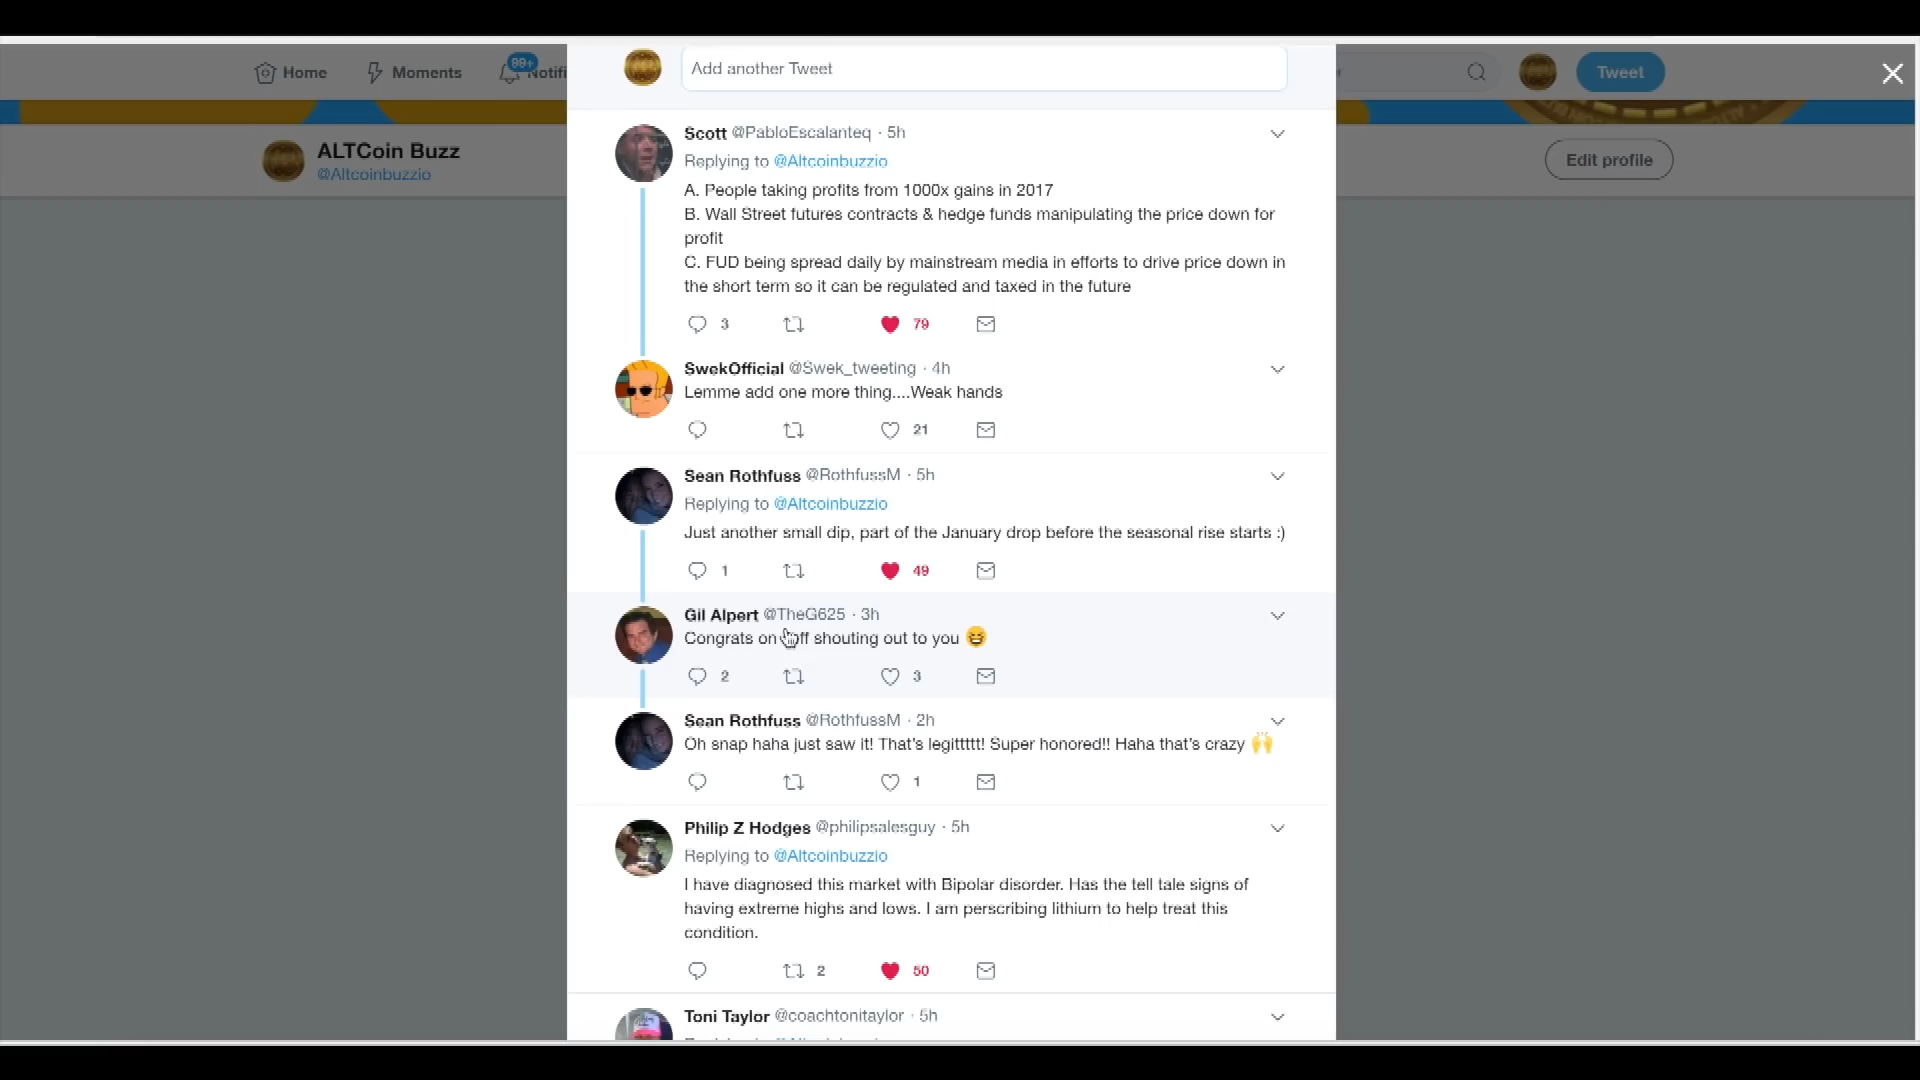 Add another Tweet
Home
Moments
99+
Notifi
Tweet
ALTCoin Buzz
@Altcoinbuzzio
Edit profile
Scott @PabloEscalanteq · 5h
Replying to @Altcoinbuzzio
A. People taking profits from 1000x gains in 2017
B. Wall Street futures contracts & hedge funds manipulating the price down for
profit
C. FUD being spread daily by mainstream media in efforts to drive price down in
the short term so it can be regulated and taxed in the future
3 79
SwekOfficial @Swek_tweeting · 4h
Lemme add one more thing....Weak hands
21
Sean Rothfuss @RothfussM · 5h
Replying to @Altcoinbuzzio
Just another small dip, part of the January drop before the seasonal rise starts :)
1 49
Gil Alpert @TheG625 · 3h
Congrats on shouting out to you 😆
2 3
Sean Rothfuss @RothfussM · 2h
Oh snap haha just saw it! That's legittttt! Super honored!! Haha that's crazy 🙌
1
Philip Z Hodges @philipsalesguy · 5h
Replying to @Altcoinbuzzio
I have diagnosed this market with Bipolar disorder. Has the tell tale signs of
having extreme highs and lows. I am perscribing lithium to help treat this
condition.
2 50
Toni Taylor @coachtonitaylor · 5h